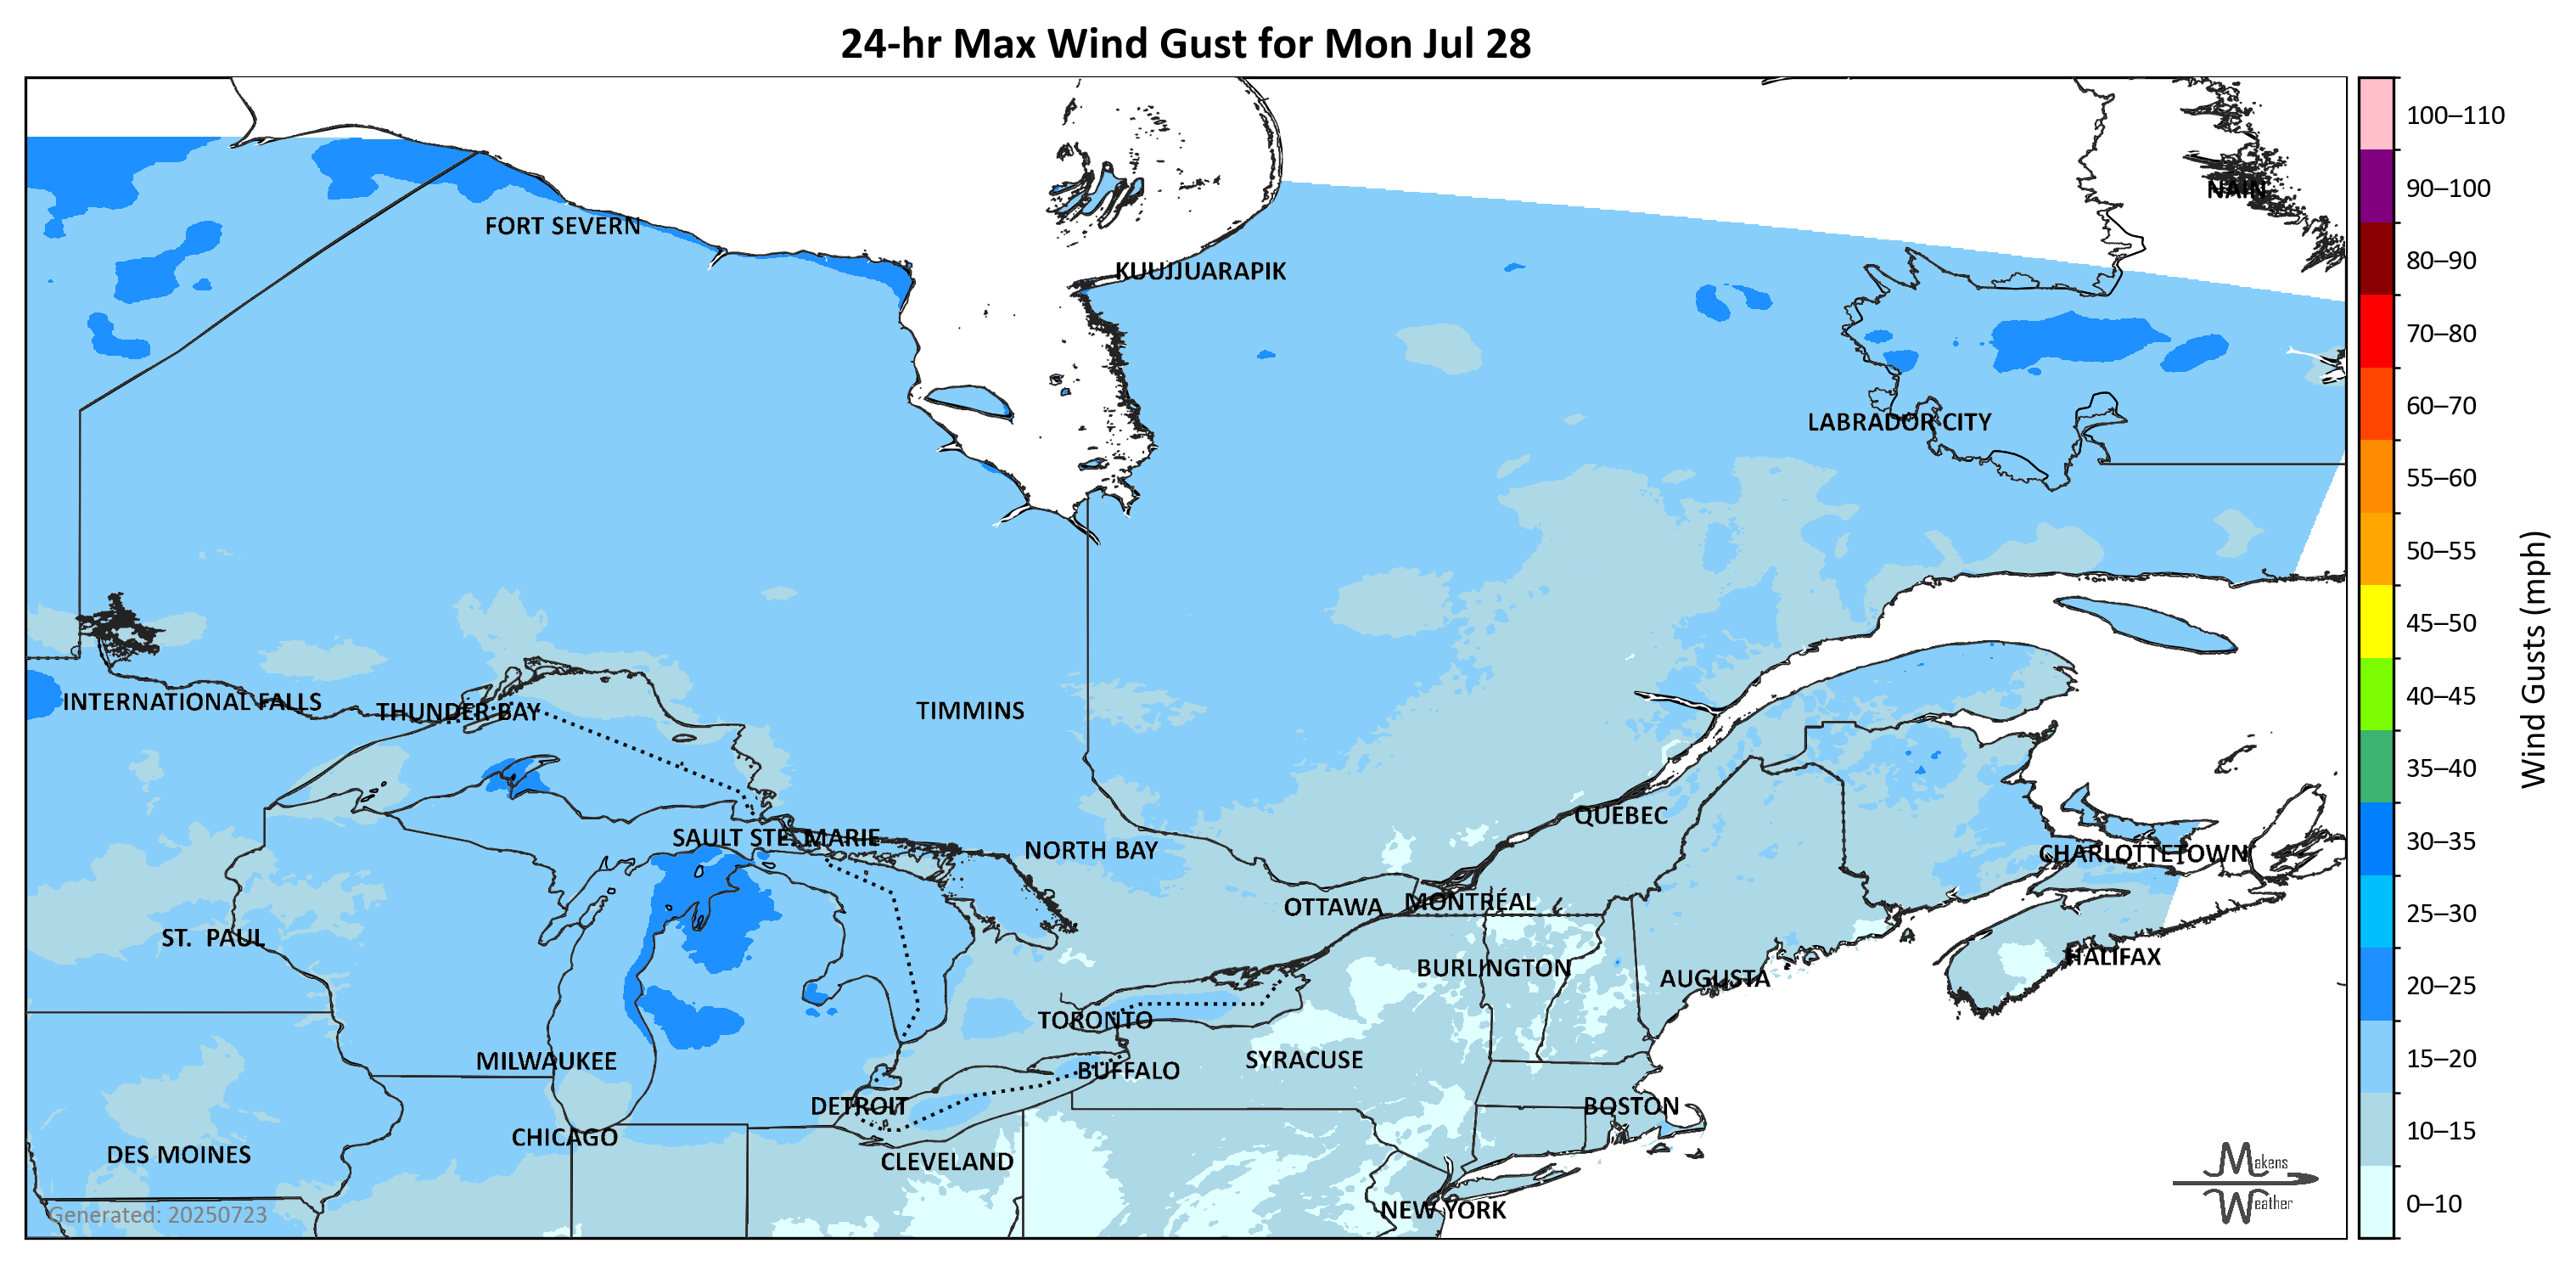 24-hr Max Wind Gust for Mon Jul 28
100–110
90–100
NAIN
FORT SEVERN
80–90
KUUJJUARAPIK
70–80
60–70
LABRADOR CITY
55–60
50–55
45–50
Wind Gusts (mph)
40–45
INTERNATIONAL FALLS
THUNDER BAY
TIMMINS
35–40
QUEBEC
30–35
SAULT STE. MARIE
NORTH BAY
CHARLOTTETOWN
OTTAWA
MONTRÉAL
25–30
ST. PAUL
HALIFAX
BURLINGTON
AUGUSTA
20–25
TORONTO
MILWAUKEE
SYRACUSE
15–20
BUFFALO
DETROIT
BOSTON
10–15
CHICAGO
DES MOINES
CLEVELAND
Makens
Weather
0–10
NEW YORK
Generated: 20250723